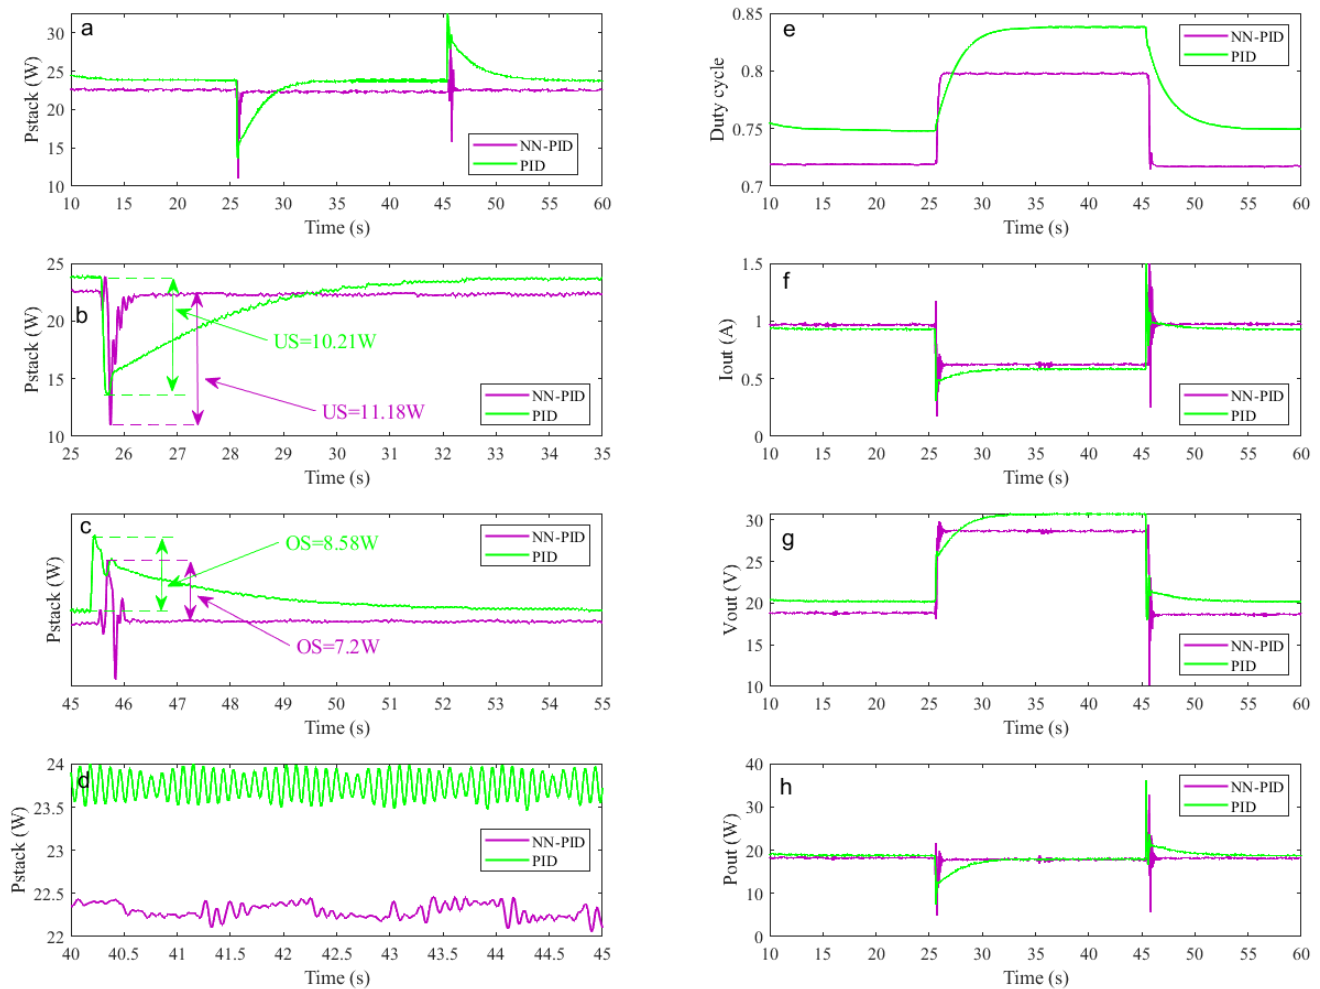 a
Pstack (W)
30
25
20
15
10
NN-PID
PID
10 15 20 25 30 35 40 45 50 55 60
Time (s)
b
Pstack (W)
25
20
15
10
US=10.21W
US=11.18W
NN-PID
PID
25 26 27 28 29 30 31 32 33 34 35
Time (s)
c
Pstack (W)
OS=8.58W
OS=7.2W
NN-PID
PID
45 46 47 48 49 50 51 52 53 54 55
Time (s)
d
Pstack (W)
24
23.5
23
22.5
22
NN-PID
PID
40 40.5 41 41.5 42 42.5 43 43.5 44 44.5 45
Time (s)
e
Duty cycle
0.85
0.8
0.75
0.7
NN-PID
PID
10 15 20 25 30 35 40 45 50 55 60
Time (s)
f
Iout (A)
1.5
1
0.5
0
NN-PID
PID
10 15 20 25 30 35 40 45 50 55 60
Time (s)
g
Vout (V)
30
25
20
15
10
NN-PID
PID
10 15 20 25 30 35 40 45 50 55 60
Time (s)
h
Pout (W)
40
30
20
10
0
NN-PID
PID
10 15 20 25 30 35 40 45 50 55 60
Time (s)